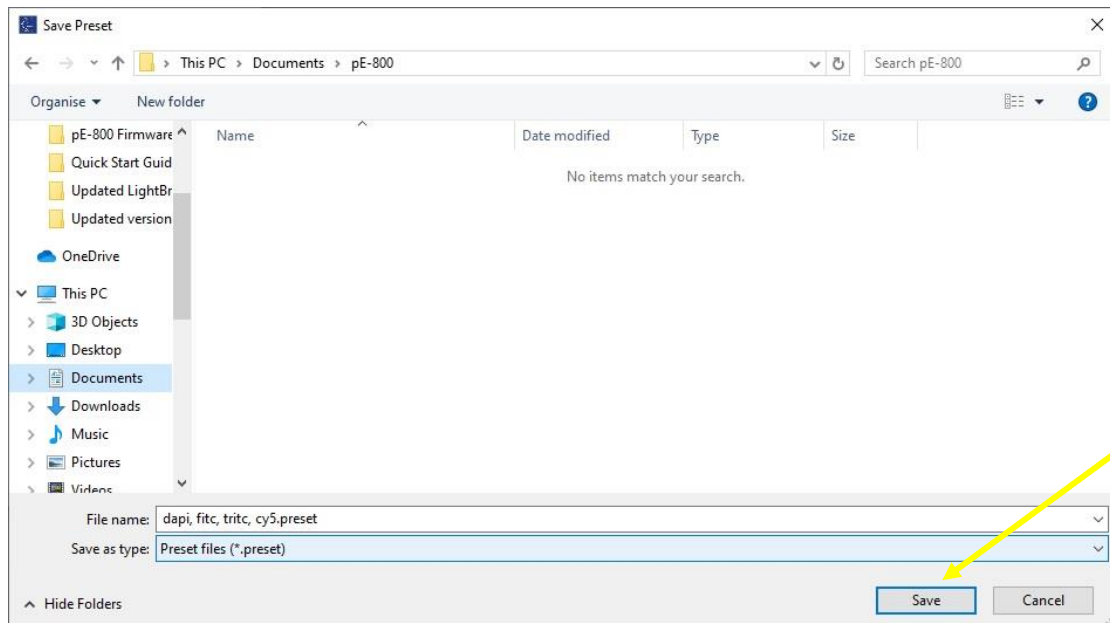 Save Preset
This PC > Documents > pE-800
Search pE-800
Organise New folder
Name Date modified Type Size
No items match your search.
pE-800 Firmware
Quick Start Guid
Updated LightBr
Updated version
OneDrive
This PC
3D Objects
Desktop
Documents
Downloads
Music
Pictures
Videos
File name: dapi, fitc, tritc, cy5.preset
Save as type: Preset files (*.preset)
Hide Folders Save Cancel